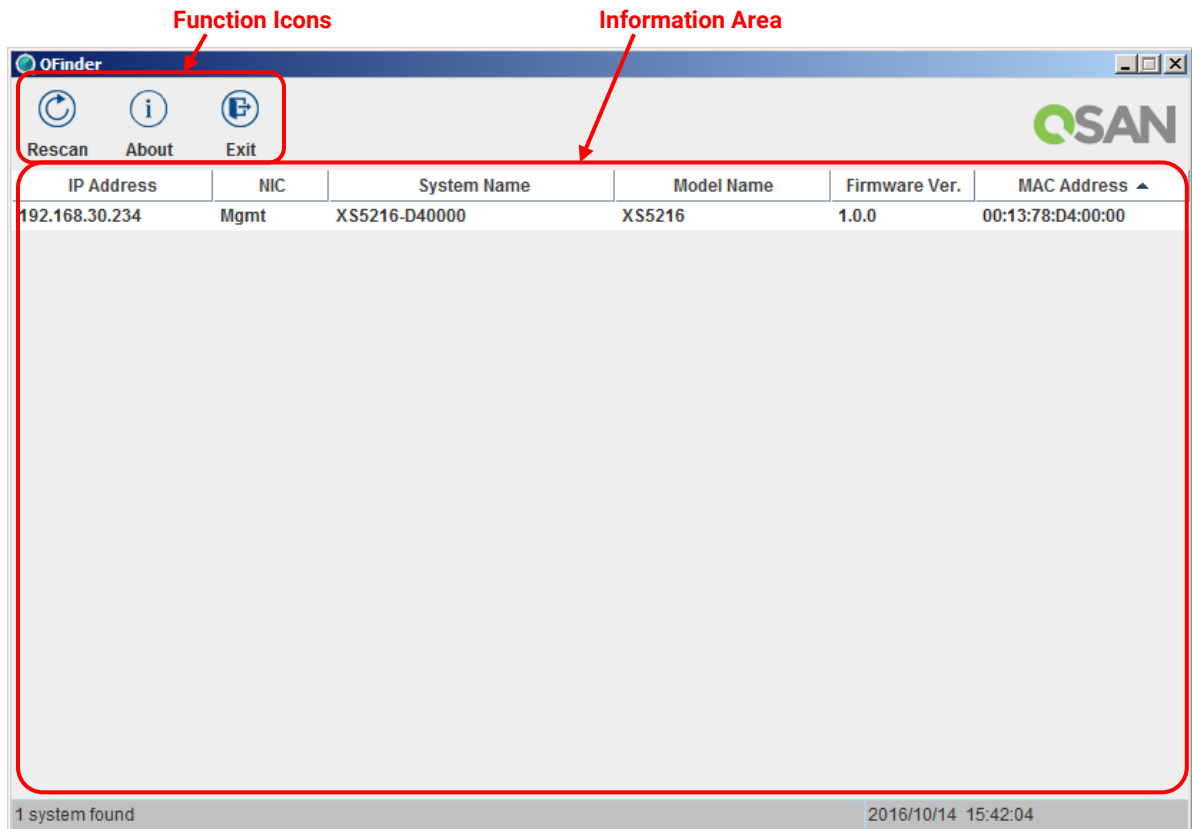 Function Icons Information Area
QFinder
Rescan About Exit
QSAN
IP Address NIC System Name Model Name Firmware Ver. MAC Address
192.168.30.234 Mgmt XS5216-D40000 XS5216 1.0.0 00:13:78:D4:00:00
1 system found 2016/10/14 15:42:04